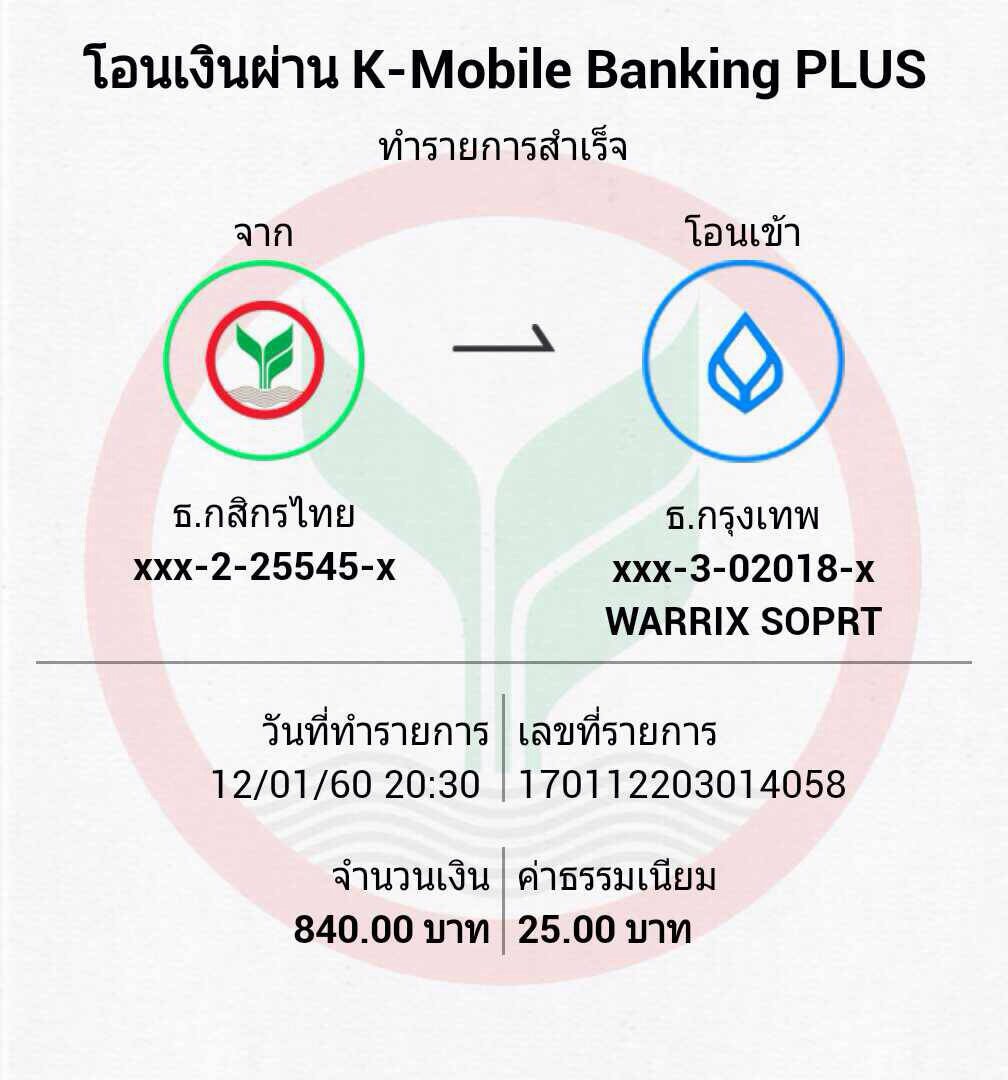 โอนเงินผ่าน K-Mobile Banking PLUS
ทำรายการสำเร็จ
จาก
โอนเข้า
ธ.กสิกรไทย
xxx-2-25545-x
ธ.กรุงเทพ
xxx-3-02018-x
WARRIX SOPRT
วันที่ทำรายการ
12/01/60 20:30
เลขที่รายการ
170112203014058
จำนวนเงิน
840.00 บาท
ค่าธรรมเนียม
25.00 บาท